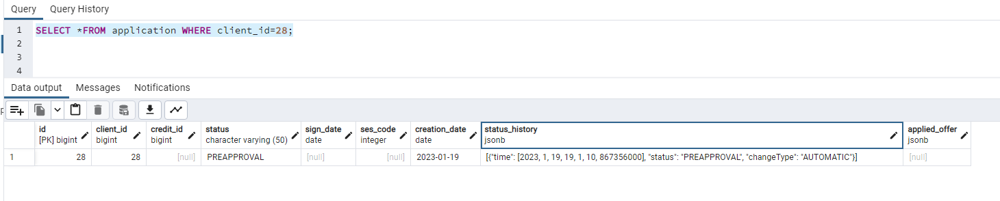 Query Query History
1 SELECT *FROM application WHERE client_id=28;
2
3
4
Data output Messages Notifications
id client_id credit_id status sign_date ses_code creation_date status_history applied_offer
[PK] bigint bigint bigint character varying (50) date integer date jsonb jsonb
1 28 28 [null] PREAPPROVAL [null] [null] 2023-01-19 [{"time": [2023, 1, 19, 19, 1, 10, 867356000], "status": "PREAPPROVAL", "changeType": "AUTOMATIC"}] [null]